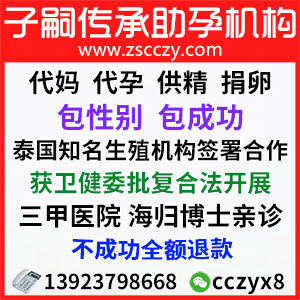 子嗣传承助孕机构
www.zscczy.com
代妈 代孕 供精 捐卵
包性别 包成功
泰国知名生殖机构签署合作
获卫健委批复合法开展
三甲医院 海归博士亲诊
不成功全额退款
13923798668 cczyx8